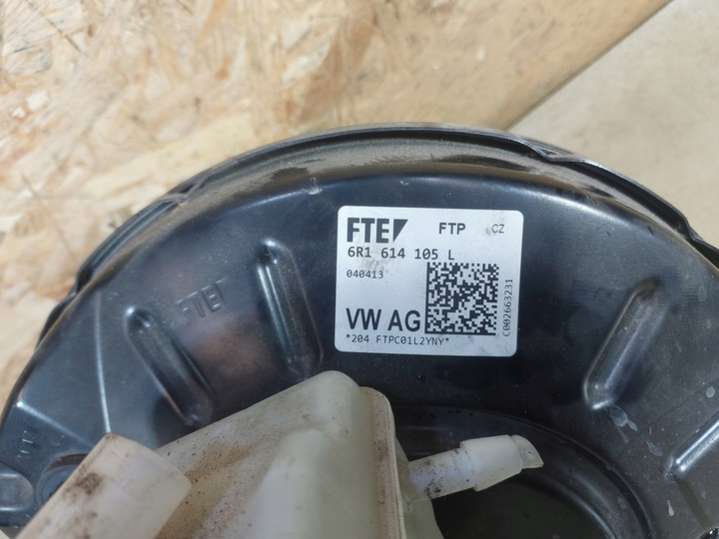 FTE FTP CZ
6R1 614 105 L
040413
VW AG
C002663231
*204 FTPC01L2YNY*
FTE